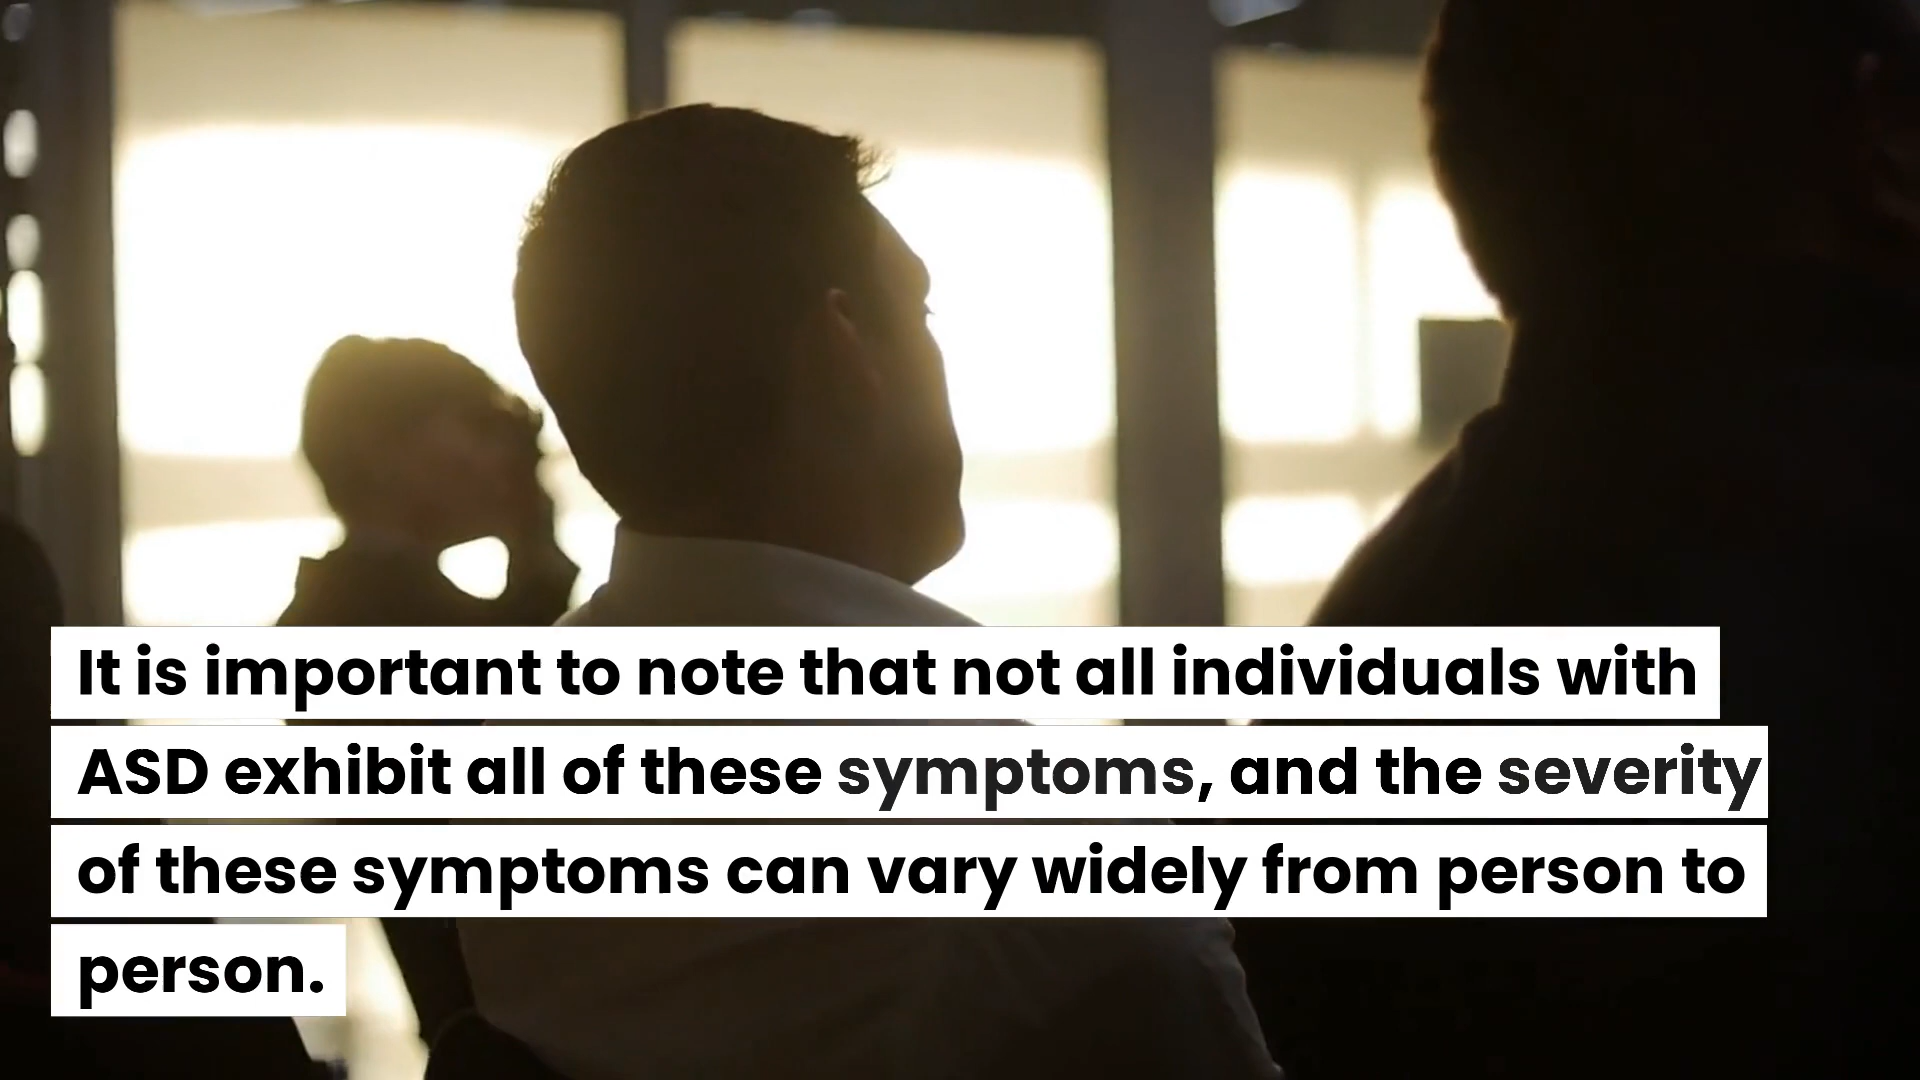 It is important to note that not all individuals with
ASD exhibit all of these symptoms, and the severity
of these symptoms can vary widely from person to
person.